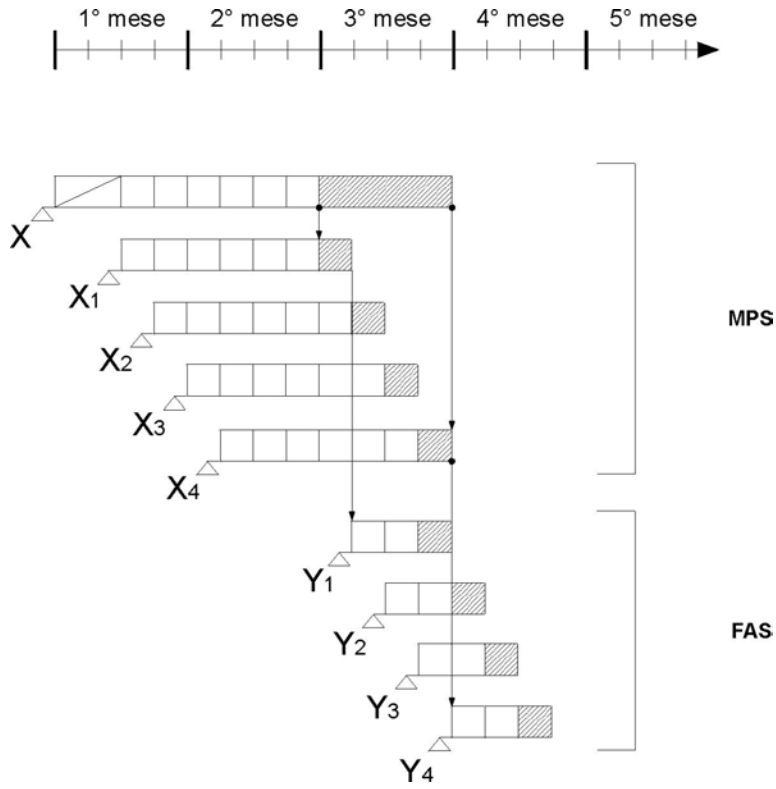 1° mese 2° mese 3° mese 4° mese 5° mese
X
X1
X2
MPS
X3
X4
Y1
Y2
FAS
Y3
Y4